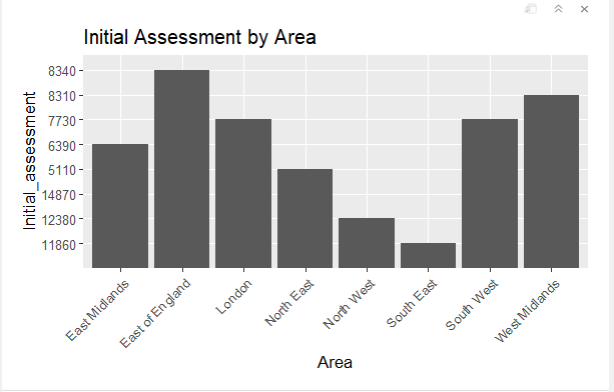 Initial Assessment by Area
Initial_assessment
8340
8310
7730
6390
5110
14870
12380
11860
East Midlands
East of England
London
North East
North West
South East
South West
West Midlands
Area